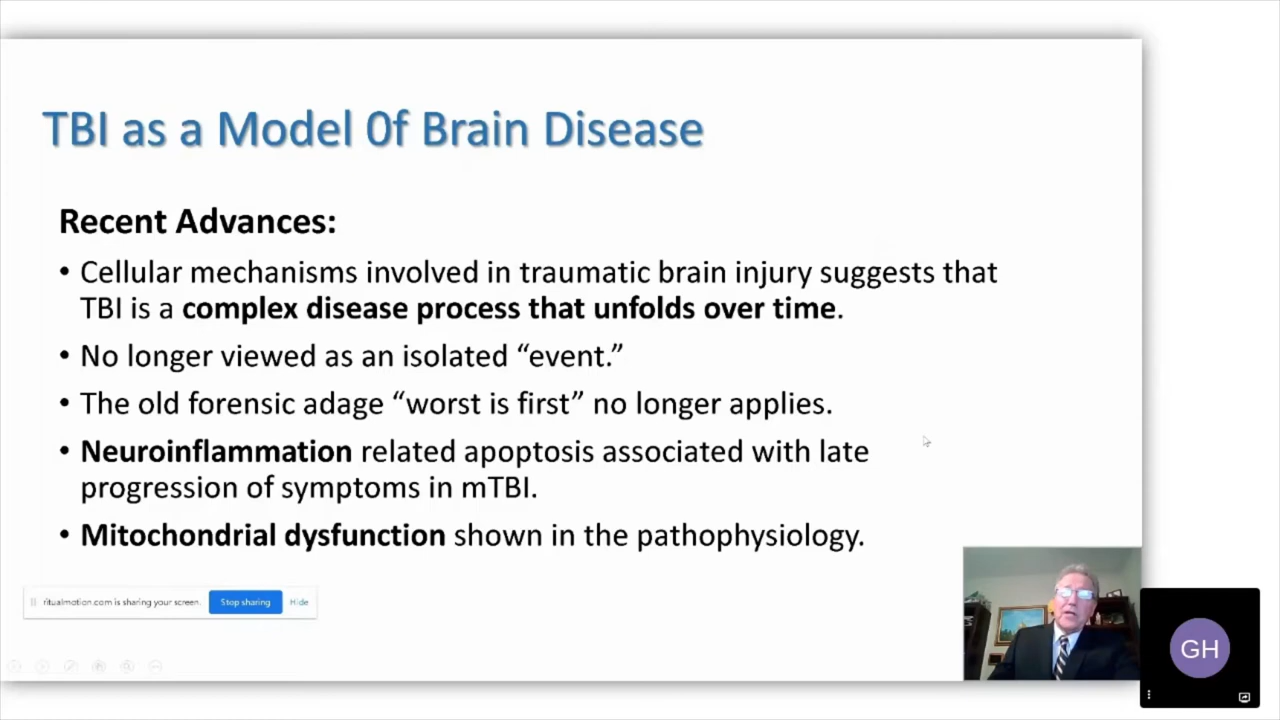 TBI as a Model 0f Brain Disease
Recent Advances:
• Cellular mechanisms involved in traumatic brain injury suggests that
TBI is a complex disease process that unfolds over time.
• No longer viewed as an isolated “event.”
• The old forensic adage “worst is first” no longer applies.
• Neuroinflammation related apoptosis associated with late
progression of symptoms in mTBI.
• Mitochondrial dysfunction shown in the pathophysiology.
ritualmotion.com is sharing your screen. Stop sharing Hide
GH